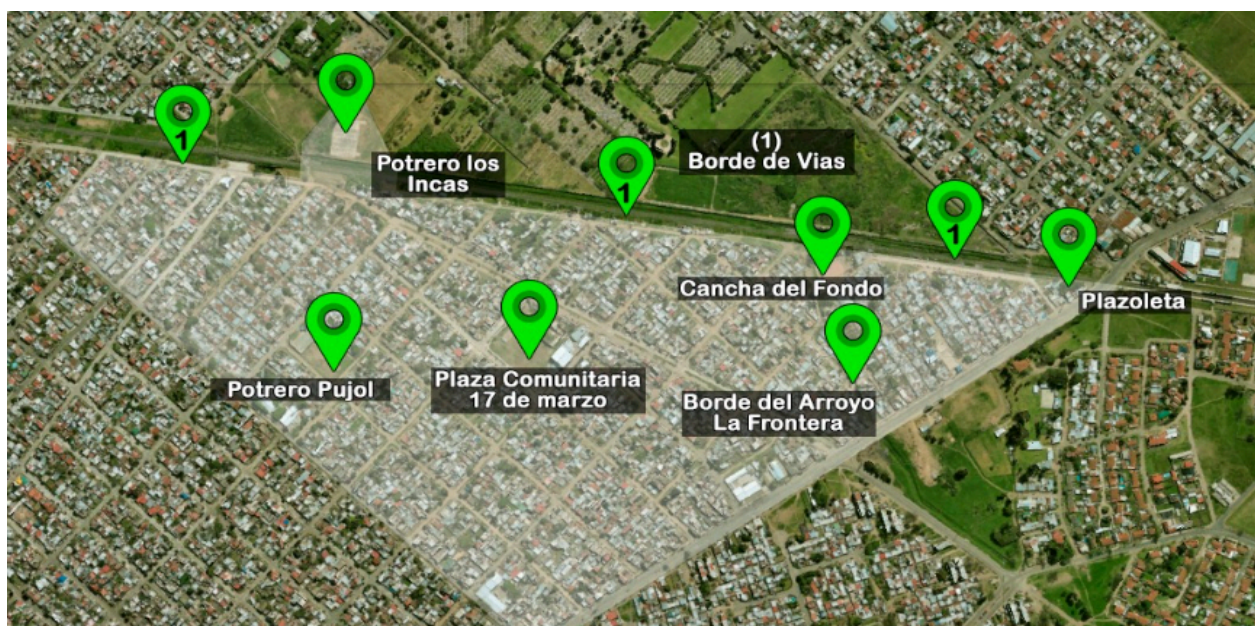 1
Potrero los
Incas
1
(1)
Borde de Vias
1
Cancha del Fondo
Plazoleta
Potrero Pujol
Plaza Comunitaria
17 de marzo
Borde del Arroyo
La Frontera